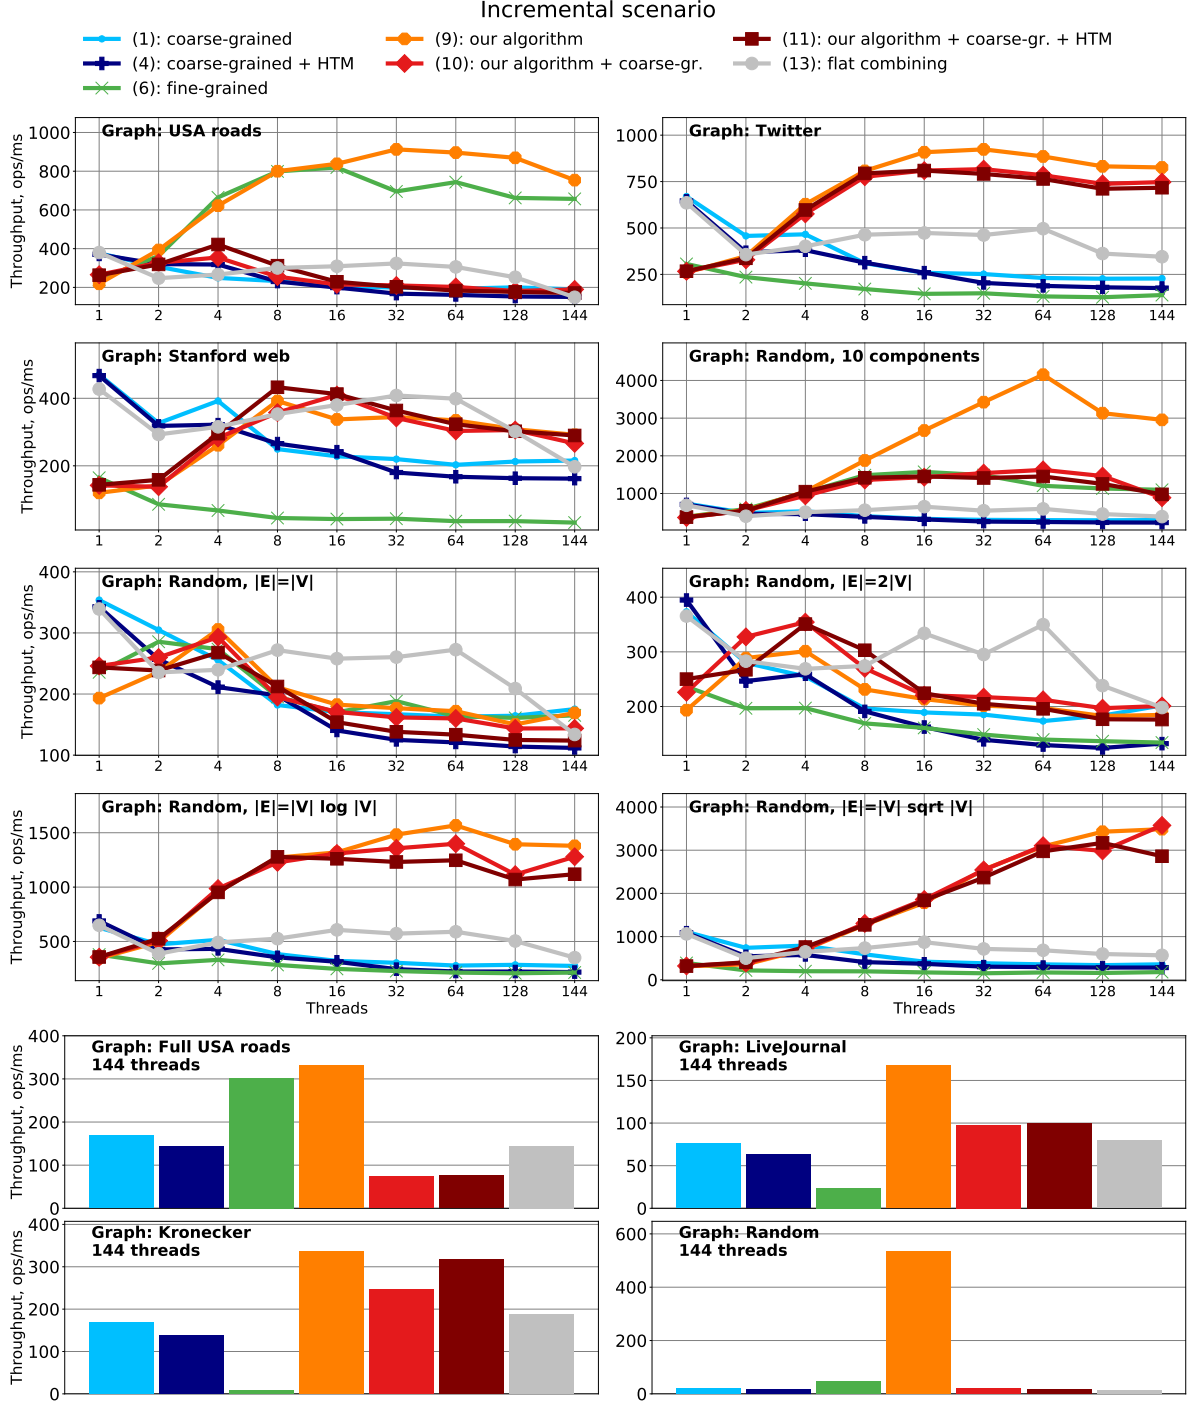 Incremental scenario
(1): coarse-grained
(4): coarse-grained + HTM
(6): fine-grained
(9): our algorithm
(10): our algorithm + coarse-gr.
(11): our algorithm + coarse-gr. + HTM
(13): flat combining
Graph: USA roads
Throughput, ops/ms
1000
800
600
400
200
1 2 4 8 16 32 64 128 144
Graph: Twitter
1000
750
500
250
1 2 4 8 16 32 64 128 144
Graph: Stanford web
Throughput, ops/ms
400
200
1 2 4 8 16 32 64 128 144
Graph: Random, 10 components
4000
3000
2000
1000
1 2 4 8 16 32 64 128 144
Graph: Random, |E|=|V|
Throughput, ops/ms
400
300
200
100
1 2 4 8 16 32 64 128 144
Graph: Random, |E|=2|V|
400
300
200
1 2 4 8 16 32 64 128 144
Graph: Random, |E|=|V| log |V|
Throughput, ops/ms
1500
1000
500
1 2 4 8 16 32 64 128 144
Threads
Graph: Random, |E|=|V| sqrt |V|
4000
3000
2000
1000
0
1 2 4 8 16 32 64 128 144
Threads
Graph: Full USA roads
144 threads
Throughput, ops/ms
400
300
200
100
0
Graph: LiveJournal
144 threads
200
150
100
50
0
Graph: Kronecker
144 threads
Throughput, ops/ms
400
300
200
100
0
Graph: Random
144 threads
600
400
200
0